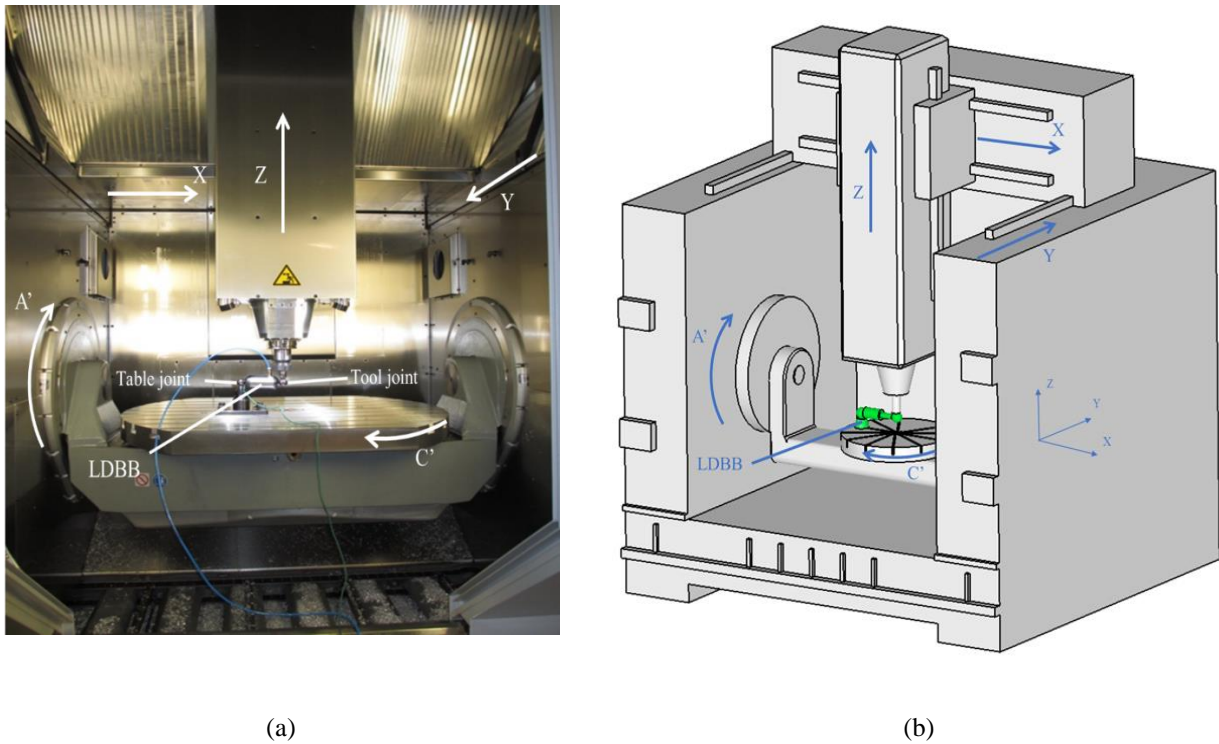 X
Z
Y
A'
Table joint
Tool joint
C'
LDBB
X
Z
Y
A'
Z
Y
X
LDBB
C'
(a)
(b)